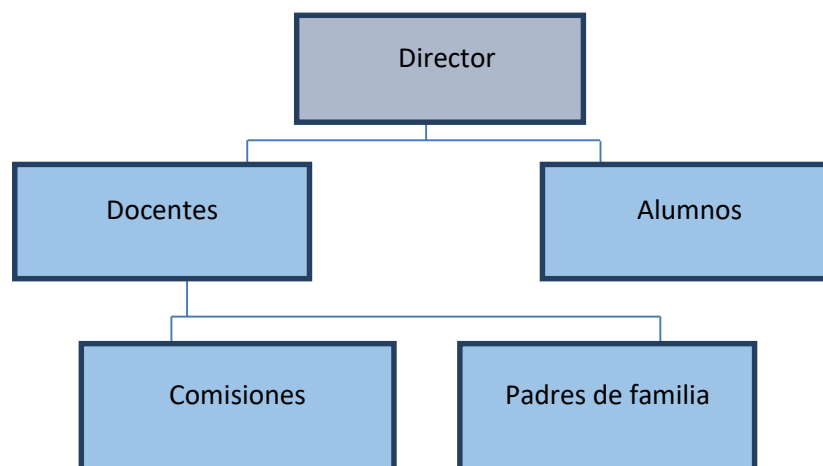 Director
Docentes
Alumnos
Comisiones
Padres de familia